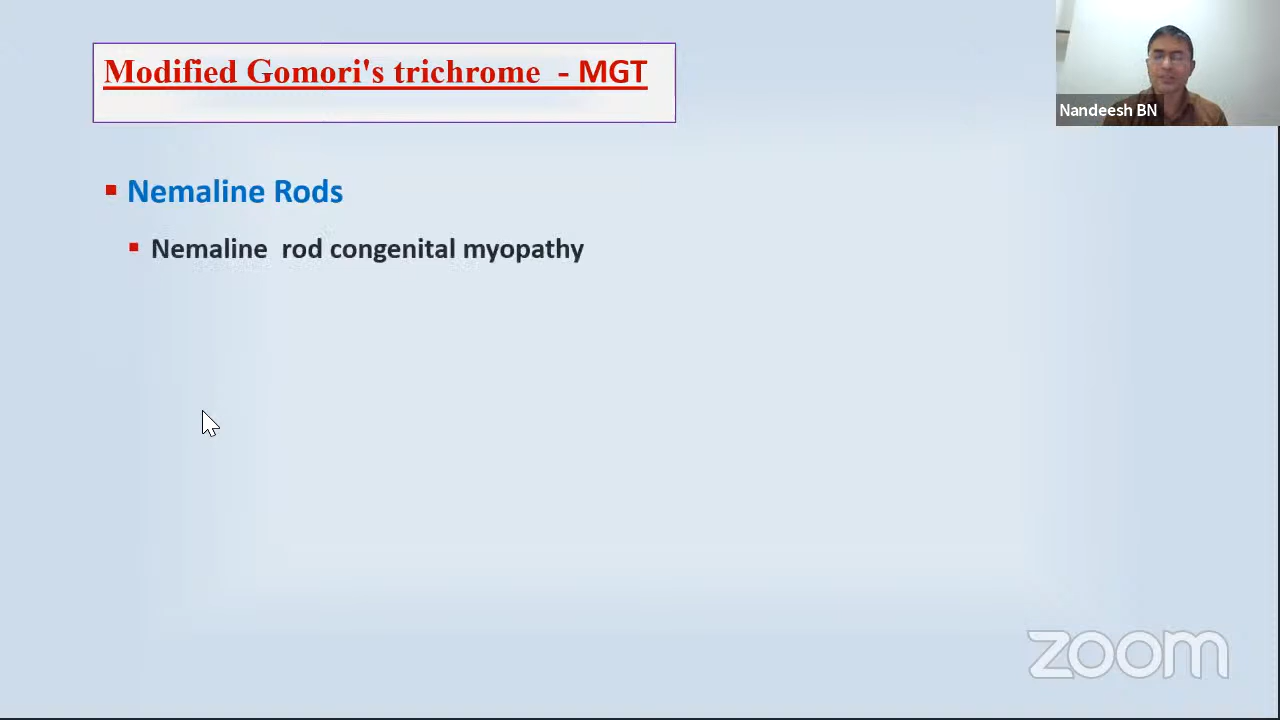 Modified Gomori's trichrome - MGT
Nandeesh BN
Nemaline Rods
Nemaline rod congenital myopathy
zoom